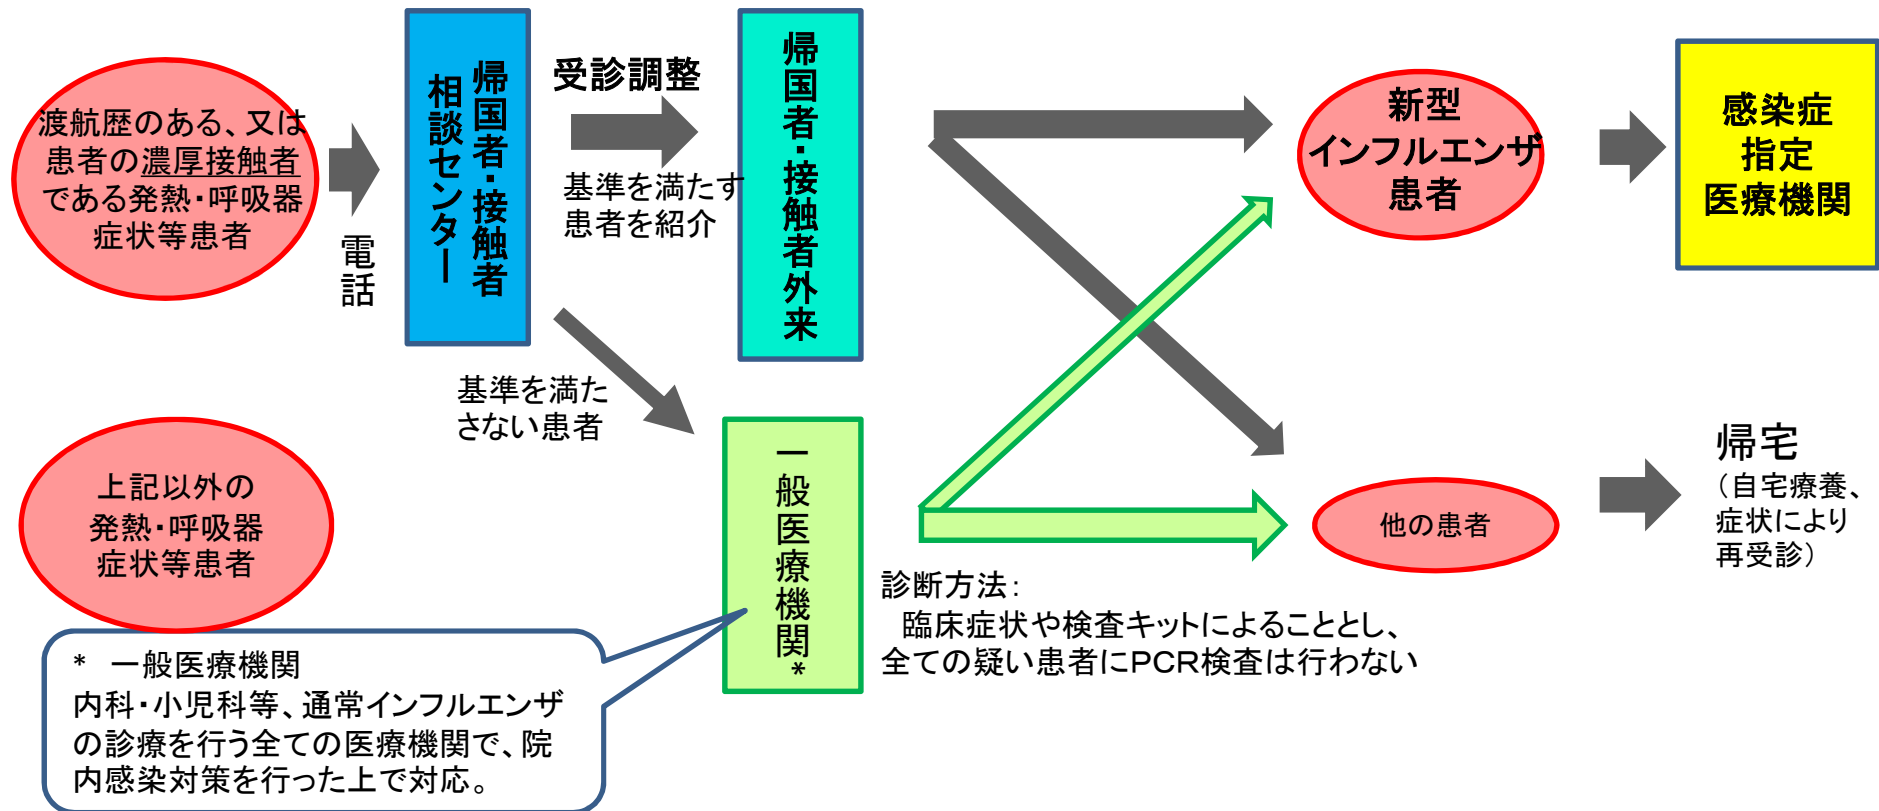 渡航歴のある、又は
患者の濃厚接触者
である発熱・呼吸器
症状等患者
電話
帰国者・接触者
相談センター
受診調整
基準を満たす
患者を紹介
帰国者・接触者外来
新型
インフルエンザ
患者
感染症
指定
医療機関
基準を満た
さない患者
上記以外の
発熱・呼吸器
症状等患者
一般医療機関*
他の患者
帰宅
（自宅療養、
症状により
再受診）
診断方法：
臨床症状や検査キットによることとし、
全ての疑い患者にPCR検査は行わない
* 一般医療機関
内科・小児科等、通常インフルエンザ
の診療を行う全ての医療機関で、院
内感染対策を行った上で対応。